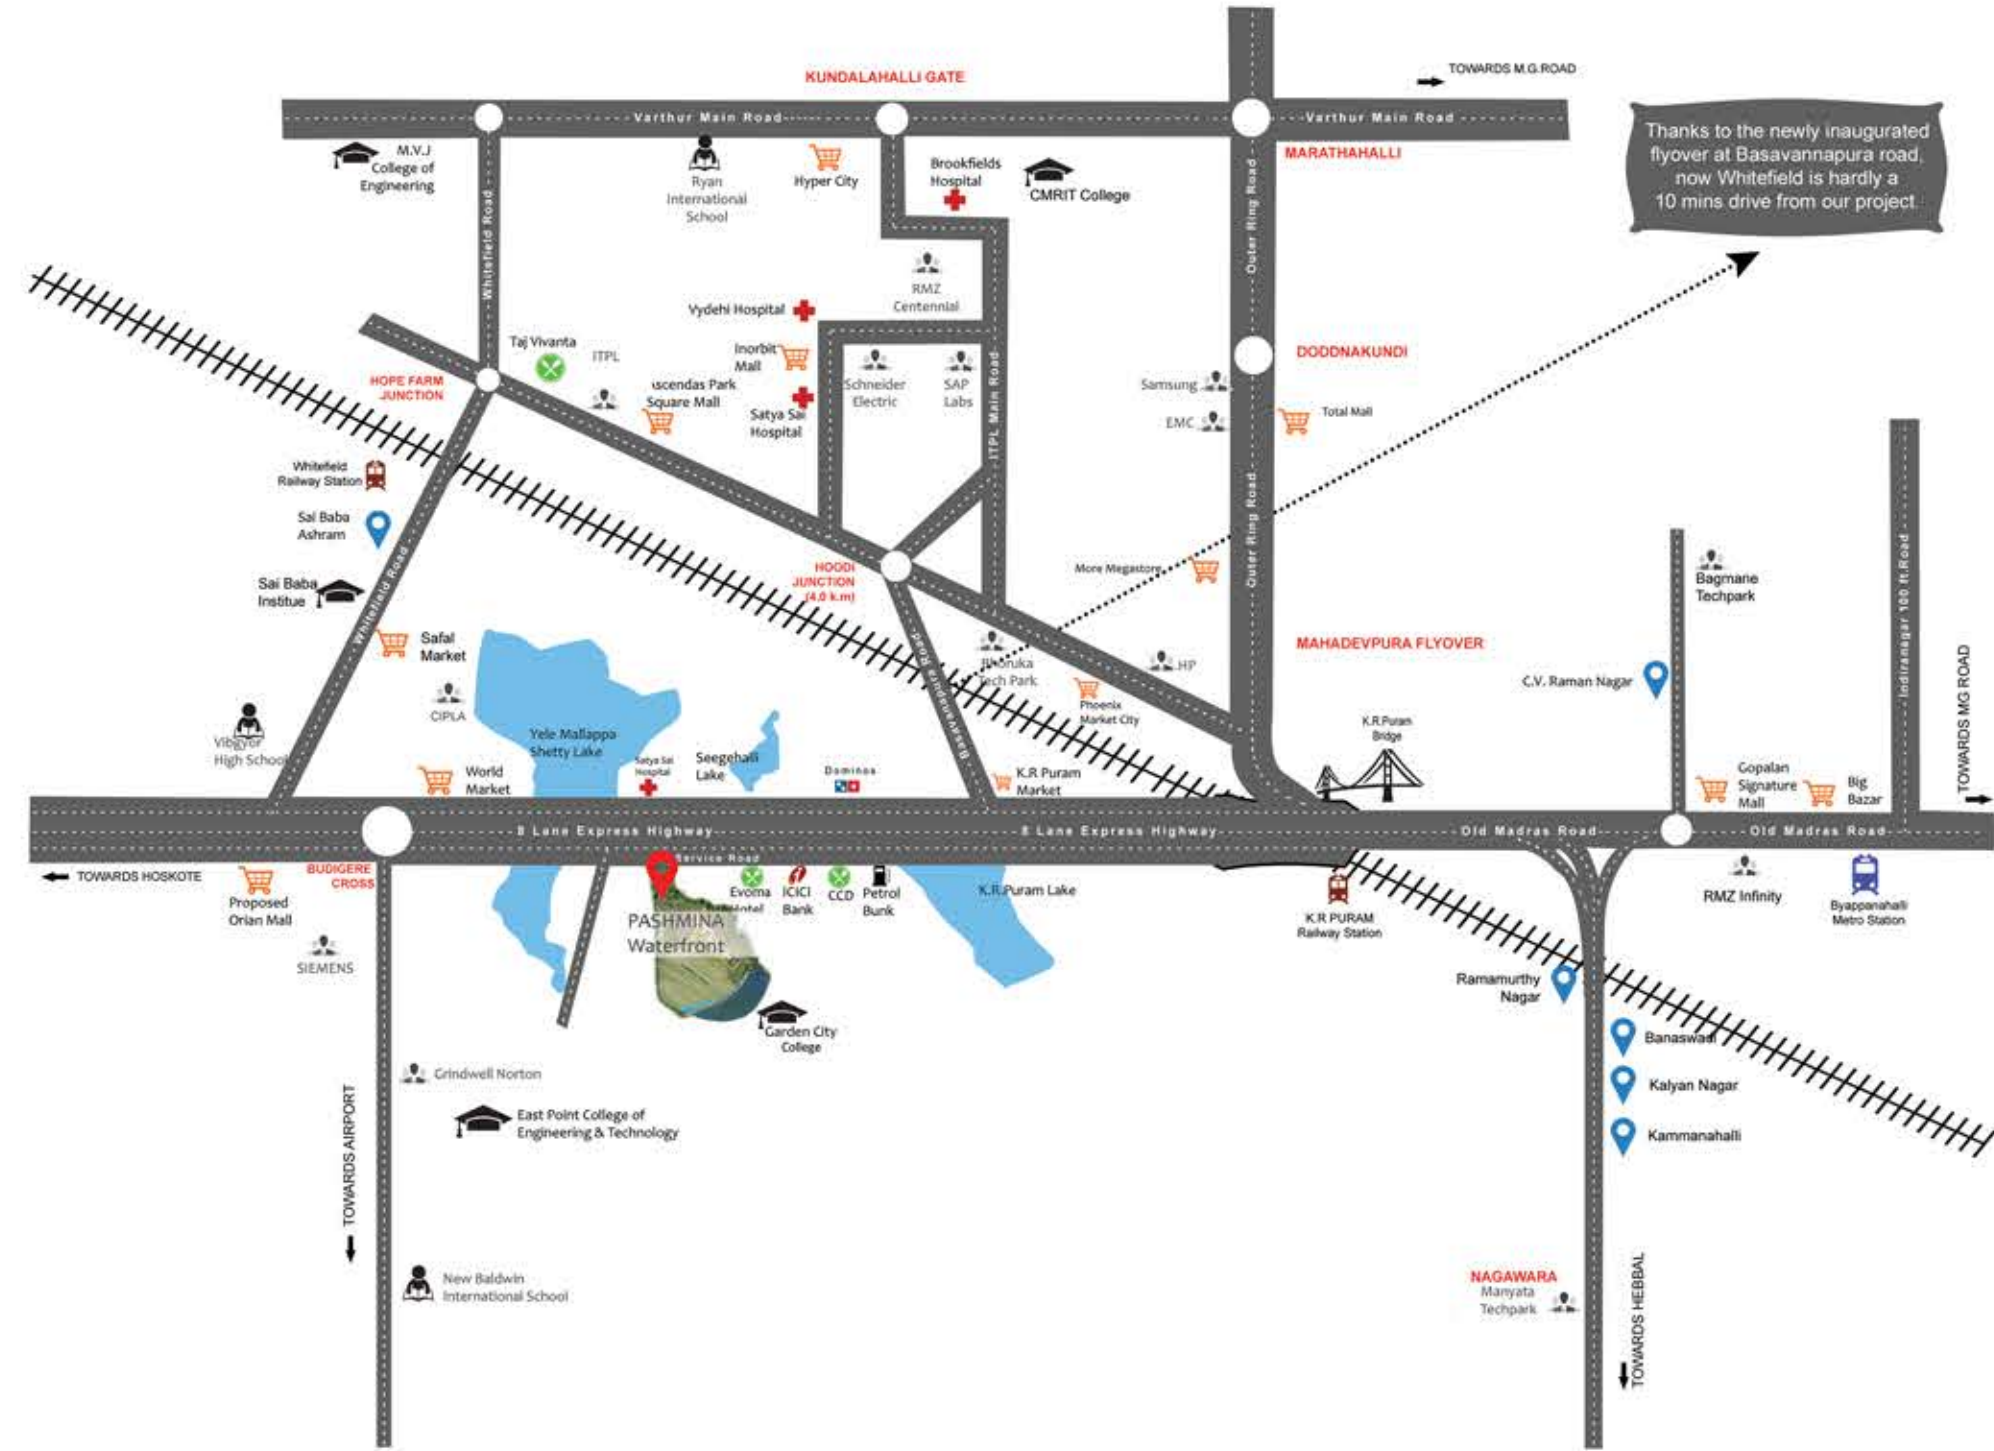 KUNDALAHALLI GATE
TOWARDS M.G.ROAD
Varthur Main Road
Varthur Main Road
MARATHAHALLI
Thanks to the newly inaugurated
flyover at Basavannapura road,
now Whitefield is hardly a
10 mins drive from our project.
M.V.J
College of
Engineering
Whitefield Road
Ryan
International
School
Hyper City
Brookfields
Hospital
CMRIT College
Outer Ring Road
RMZ
Centennial
Vydehi Hospital
Taj Vivanta
ITPL
Inorbit
Mall
Ascendas Park
Square Mall
Satya Sai
Hospital
Schneider
Electric
SAP
Labs
ITPL Main Road
DODDNAKUNDI
Samsung
EMC
Total Mall
HOPE FARM
JUNCTION
Whitefield
Railway Station
Sai Baba
Ashram
Sai Baba
Institue
Whitefield Road
Safal
Market
CIPLA
Vibgyor
High School
World
Market
HOODI
JUNCTION
(4.0 k.m)
Outer Ring Road
More Megastore
MAHADEVPURA FLYOVER
Bhoruka
Tech Park
HP
Phoenix
Market City
Basavanapura Road
Yele Mallappa
Shetty Lake
Satya Sai
Hospital
Seegehalli
Lake
Dominos
K.R Puram
Market
K.R.Puram
Bridge
C.V. Raman Nagar
Bagmane
Techpark
Indiranagar 100 ft.Road
TOWARDS MG ROAD
Gopalan
Signature
Mall
Big
Bazar
8 Lane Express Highway
8 Lane Express Highway
Old Madras Road
Old Madras Road
Service Road
TOWARDS HOSKOTE
BUDIGERE
CROSS
Proposed
Orian Mall
SIEMENS
PASHMINA
Waterfront
Evoma
Hotel
ICICI
Bank
CCD
Petrol
Bunk
K.R.Puram Lake
K.R PURAM
Railway Station
RMZ Infinity
Byappanahalli
Metro Station
Garden City
College
Ramamurthy
Nagar
Banaswadi
Kalyan Nagar
Kammanahalli
Grindwell Norton
East Point College of
Engineering & Technology
TOWARDS AIRPORT
New Baldwin
International School
NAGAWARA
Manyata
Techpark
TOWARDS HEBBAL